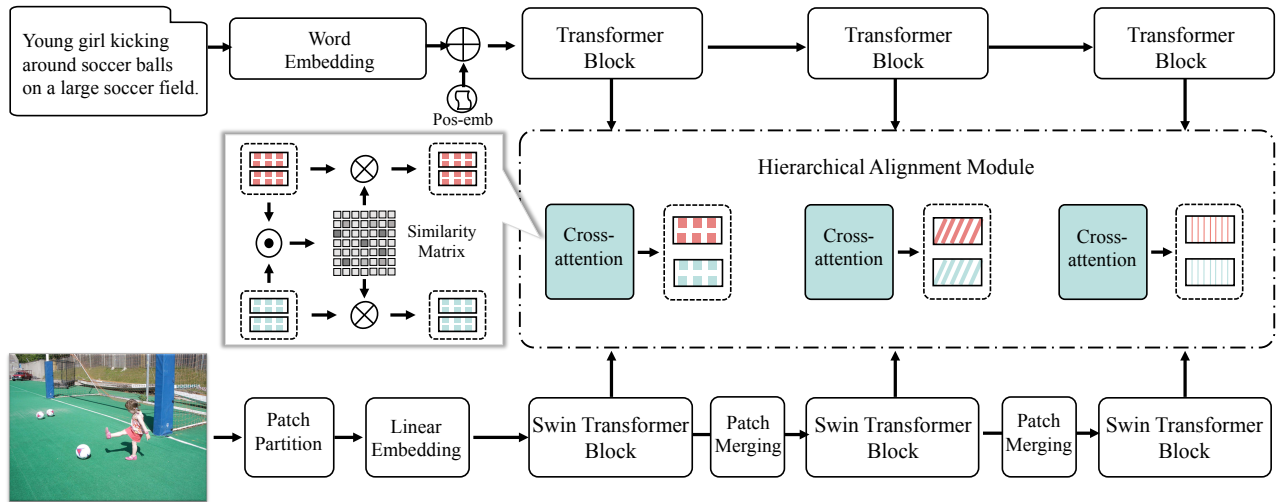 Young girl kicking
around soccer balls
on a large soccer field.
Word
Embedding
Pos-emb
Transformer
Block
Transformer
Block
Transformer
Block
Hierarchical Alignment Module
Similarity
Matrix
Cross-
attention
Cross-
attention
Cross-
attention
Patch
Partition
Linear
Embedding
Swin Transformer
Block
Patch
Merging
Swin Transformer
Block
Patch
Merging
Swin Transformer
Block